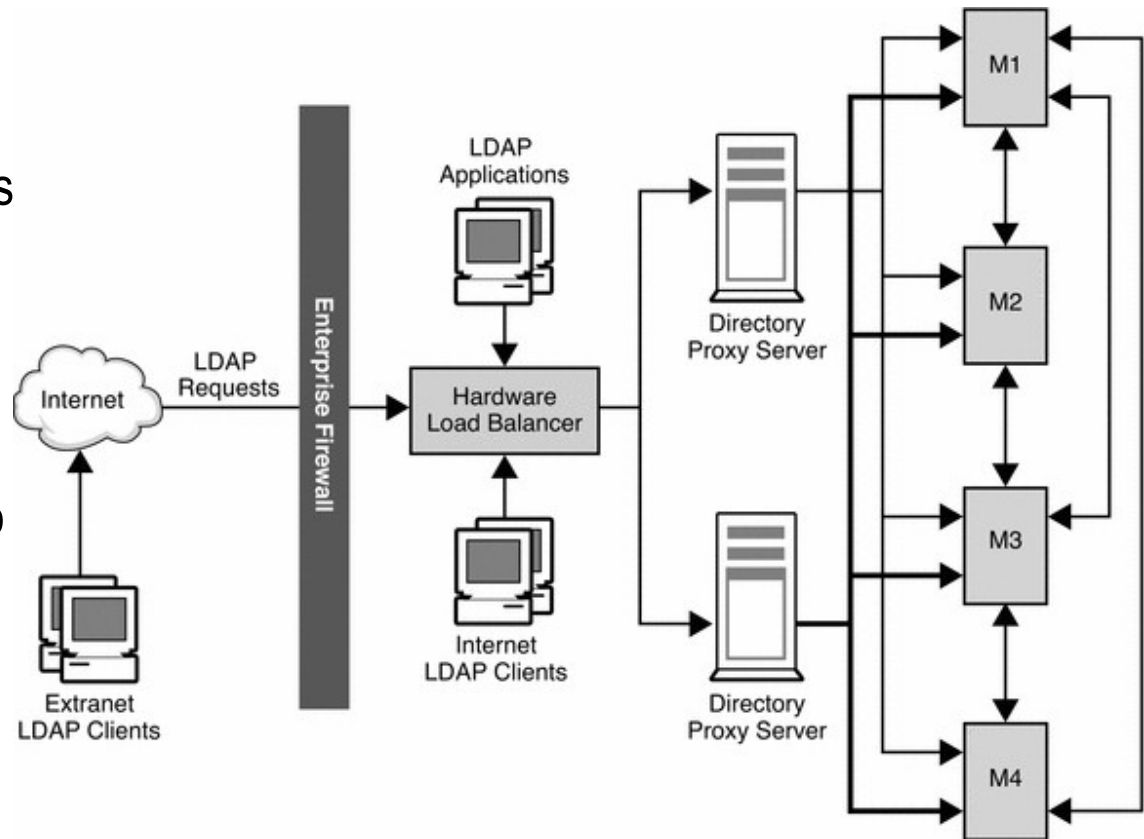 s
Internet
Extranet
LDAP Clients
LDAP
Requests
Enterprise Firewall
LDAP
Applications
Hardware
Load Balancer
Internet
LDAP Clients
Directory
Proxy Server
Directory
Proxy Server
M1
M2
M3
M4